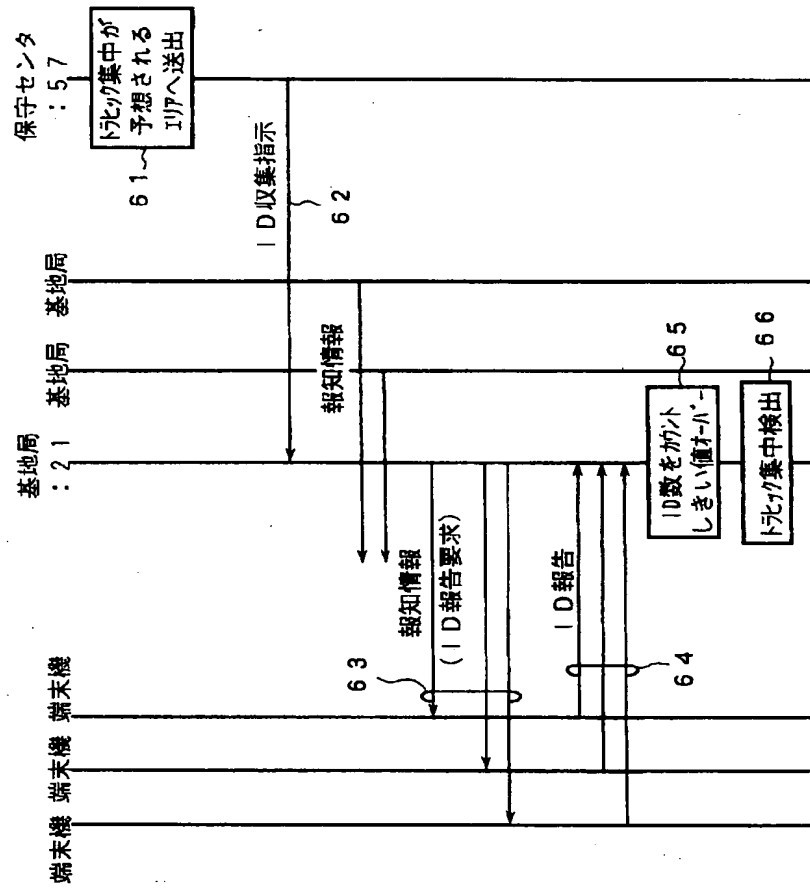 端末機
端末機
端末機
基地局
:21
基地局
基地局
保守センタ
:57
トラヒック集中が
予想される
エリアへ送出
61
ID収集指示
62
報知情報
報知情報
(ID報告要求)
63
ID報告
64
ID数をカウント
しきい値オーバー
65
トラヒック集中検出
66